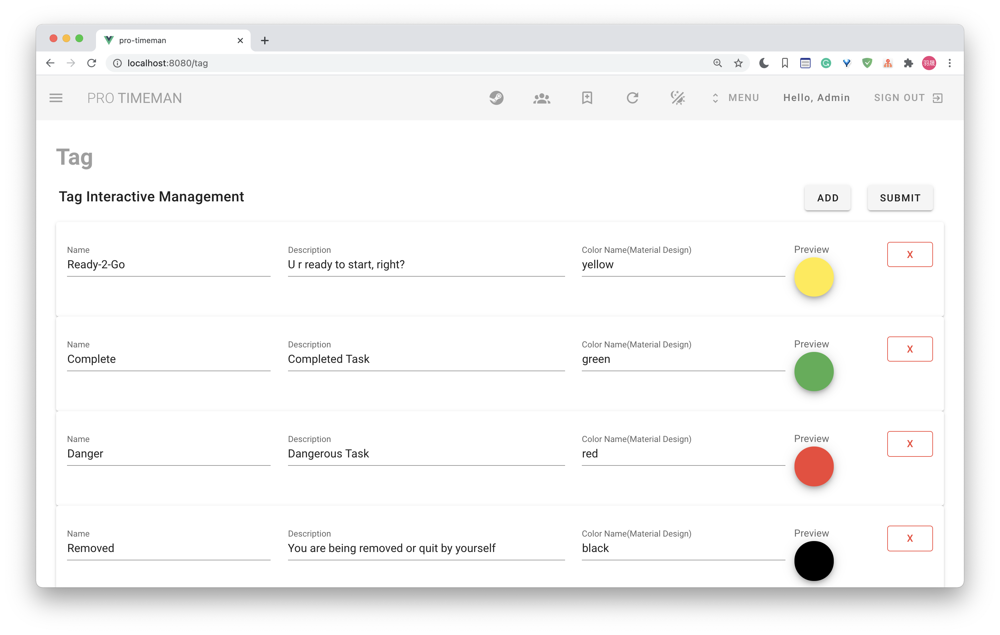 pro-timeman
localhost:8080/tag
羽晟
PRO TIMEMAN
MENU
Hello, Admin
SIGN OUT
Tag
Tag Interactive Management
ADD
SUBMIT
Name
Description
Color Name(Material Design)
Preview
Ready-2-Go
U r ready to start, right?
yellow
X
Name
Description
Color Name(Material Design)
Preview
Complete
Completed Task
green
X
Name
Description
Color Name(Material Design)
Preview
Danger
Dangerous Task
red
X
Name
Description
Color Name(Material Design)
Preview
Removed
You are being removed or quit by yourself
black
X